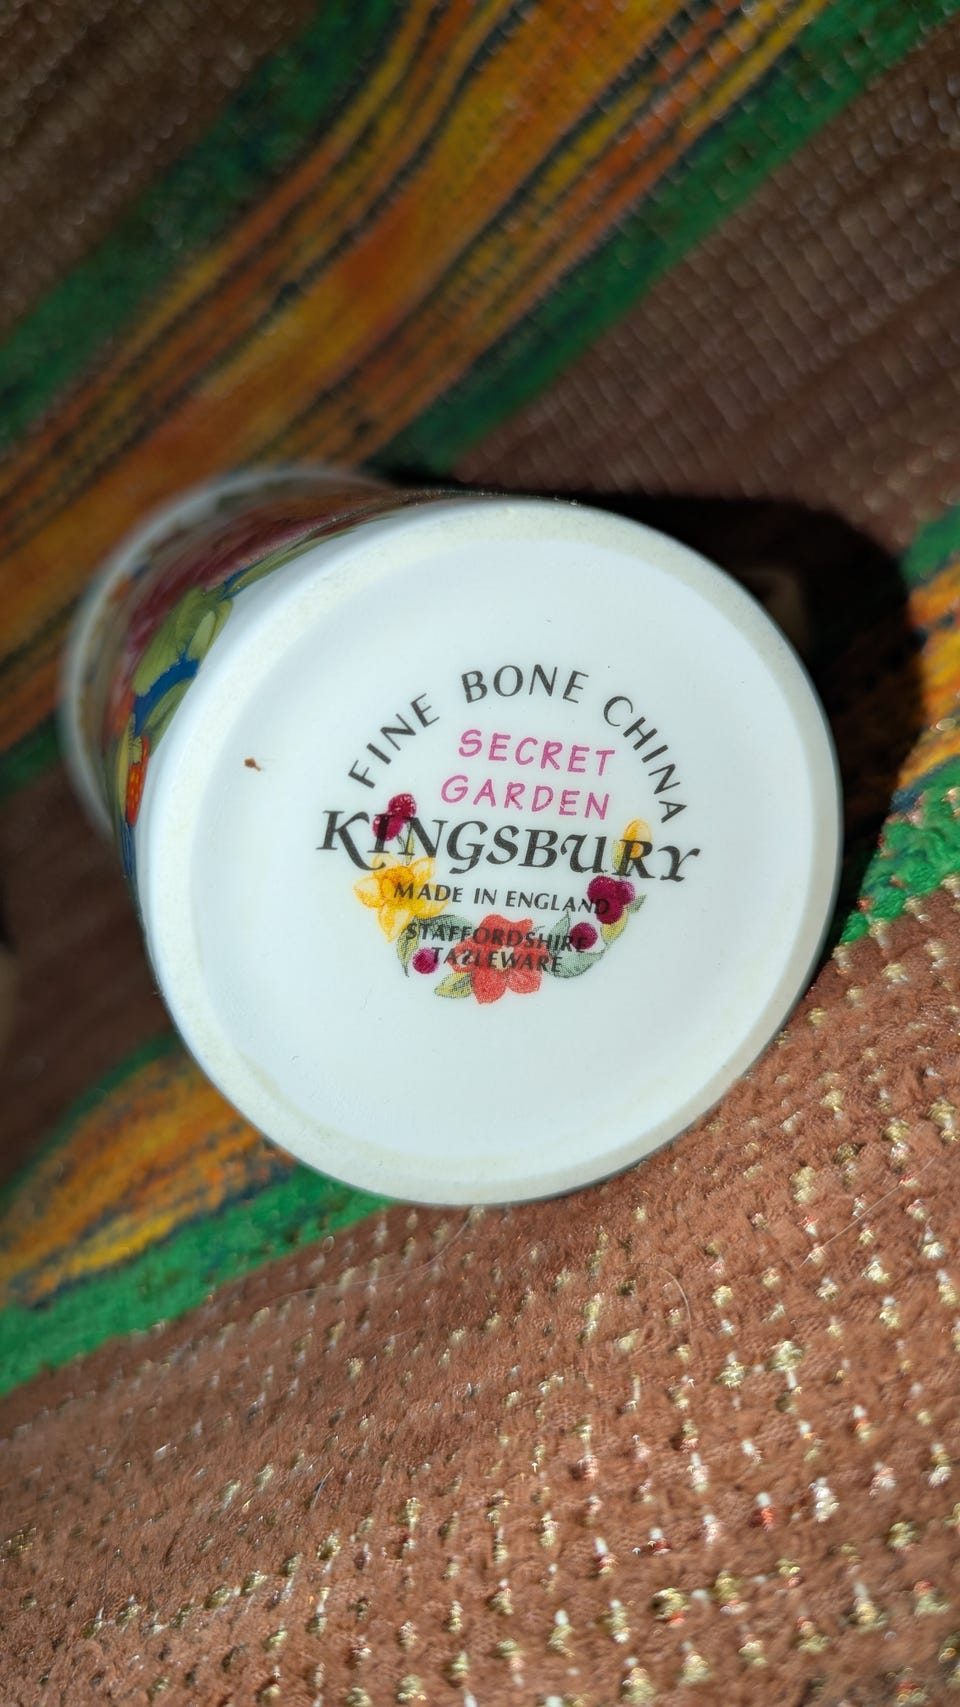 FINE BONE CHINA
SECRET
GARDEN
KINGSBURY
MADE IN ENGLAND
STAFFORDSHIRE
TABLEWARE